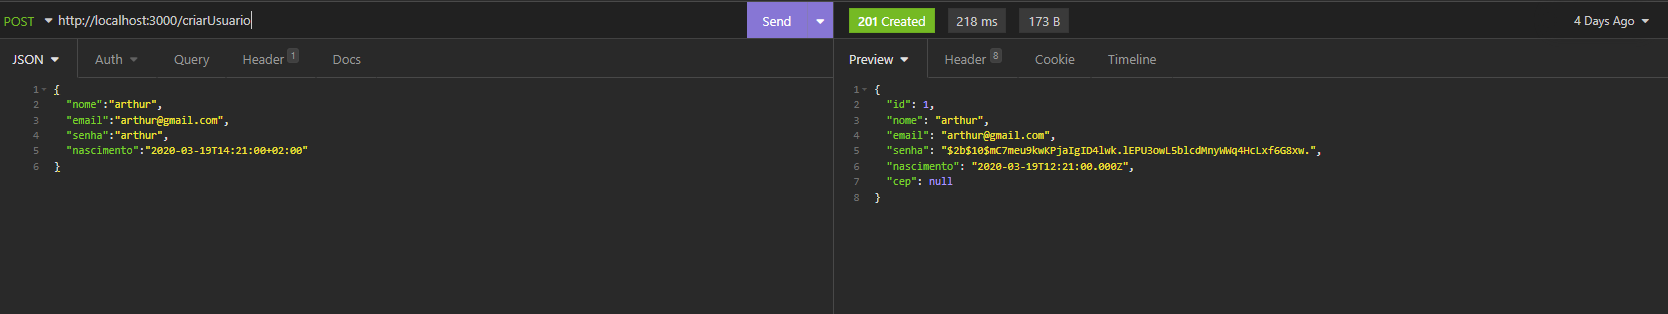 POST http://localhost:3000/criarUsuario Send 201 Created 218 ms 173 B 4 Days Ago
JSON Auth Query Header 1 Docs Preview Header 8 Cookie Timeline
1 {
2 "nome":"arthur",
3 "email":"arthur@gmail.com",
4 "senha":"arthur",
5 "nascimento":"2020-03-19T14:21:00+02:00"
6 }
1 {
2 "id": 1,
3 "nome": "arthur",
4 "email": "arthur@gmail.com",
5 "senha": "$2b$10$mC7meu9kwKPjaIgID4lwk.lEPU3owL5blcdMnyWWq4HcLxf6G8xw.",
6 "nascimento": "2020-03-19T12:21:00.000Z",
7 "cep": null
8 }